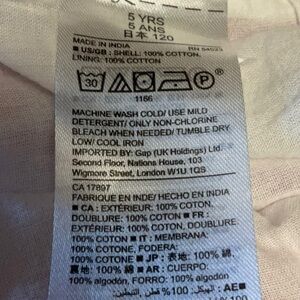 5 YRS
5 ANS
日本 120
MADE IN INDIA RN 54023
■ US/GB : SHELL: 100% COTTON.
LINING: 100% COTTON
30
1166
MACHINE WASH COLD/ USE MILD
DETERGENT/ ONLY NON-CHLORINE
BLEACH WHEN NEEDED/ TUMBLE DRY
LOW/ COOL IRON
IMPORTED BY: Gap (UK Holdings) Ltd
Second Floor, Nations House, 103
Wigmore Street, London W1U 1QS
CA 17897
FABRIQUE EN INDE/ HECHO EN INDIA
■ CA : EXTÉRIEUR: 100% COTON,
DOUBLURE: 100% COTON ■ FR :
EXTÉRIEUR: 100% COTON, DOUBLURE:
100% COTON ■ IT : MEMBRANA:
100% COTONE, FODERA:
100% COTONE ■ JP : 表地: 100% 綿,
裏地: 100% 綿 ■ AR : CUERPO:
100% ALGODÓN, FORRO:
100% ALGODÓN AE ■ :